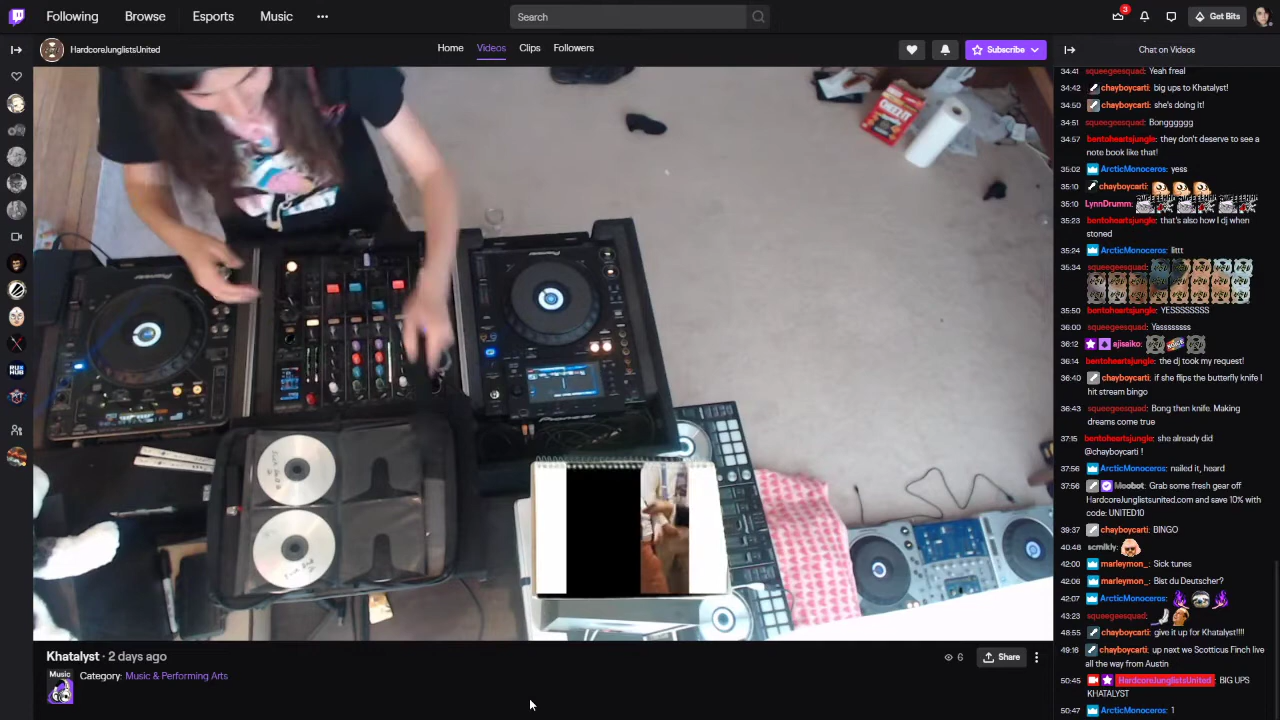 Following
Browse
Esports
Music
Search
3
Get Bits
HardcoreJunglistsUnited
Home
Videos
Clips
Followers
Subscribe
Chat on Videos
CHEEZ-IT
Pioneer
34:41 squeegeesquad: Yeah freal
34:42 chayboycarti: big ups to Khatalyst!
34:50 chayboycarti: she's doing it!
34:51 squeegeesquad: Bongggggg
34:57 bentoheartsjungle: they don't deserve to see a
note book like that!
35:02 ArcticMonoceros: yess
35:10 chayboycarti:
35:10 LynnDrumm:
35:23 bentoheartsjungle: that's also how I dj when
stoned
35:24 ArcticMonoceros: littt
35:34 squeegeesquad:
35:50 bentoheartsjungle: YESSSSSSSS
36:00 squeegeesquad: Yasssssss
36:12 ajisaiko:
36:14 bentoheartsjungle: the dj took my request!
36:40 chayboycarti: if she flips the butterfly knife I
hit stream bingo
36:43 squeegeesquad: Bong then knife. Making
dreams come true
37:15 bentoheartsjungle: she already did
@chayboycarti !
37:56 ArcticMonoceros: nailed it, heard
37:56 Moobot: Grab some fresh gear off
HardcoreJunglistsunited.com and save 10% with
code: UNITED10
39:37 chayboycarti: BINGO
40:48 scmlkly:
42:00 marleymon_: Sick tunes
42:06 marleymon_: Bist du Deutscher?
42:07 ArcticMonoceros:
43:23 squeegeesquad:
48:55 chayboycarti: give it up for Khatalyst!!!!
49:16 chayboycarti: up next we Scotticus Finch live
all the way from Austin
50:45 HardcoreJunglistsUnited: BIG UPS
KHATALYST
50:47 ArcticMonoceros: 1
Khatalyst · 2 days ago
6
Share
Music
Category: Music & Performing Arts